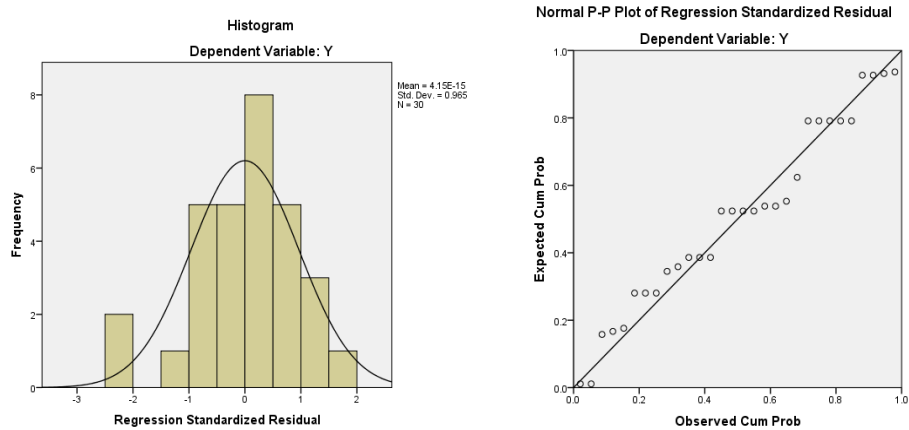 Histogram
Dependent Variable: Y
Mean = 4.15E-15
Std. Dev. = 0.965
N = 30
Frequency
8
6
4
2
0
-3 -2 -1 0 1 2
Regression Standardized Residual
Normal P-P Plot of Regression Standardized Residual
Dependent Variable: Y
Expected Cum Prob
1.0
0.8
0.6
0.4
0.2
0.0
0.0 0.2 0.4 0.6 0.8 1.0
Observed Cum Prob